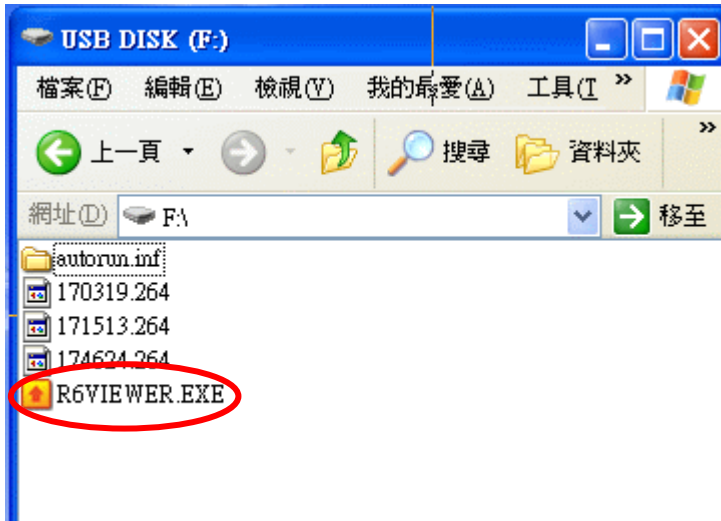 USB DISK (F:)
檔案(F) 編輯(E) 檢視(V) 我的最愛(A) 工具(T »
上一頁 搜尋 資料夾 »
網址(D) F:\ 移至
autorun.inf
170319.264
171513.264
174624.264
R6VIEWER.EXE